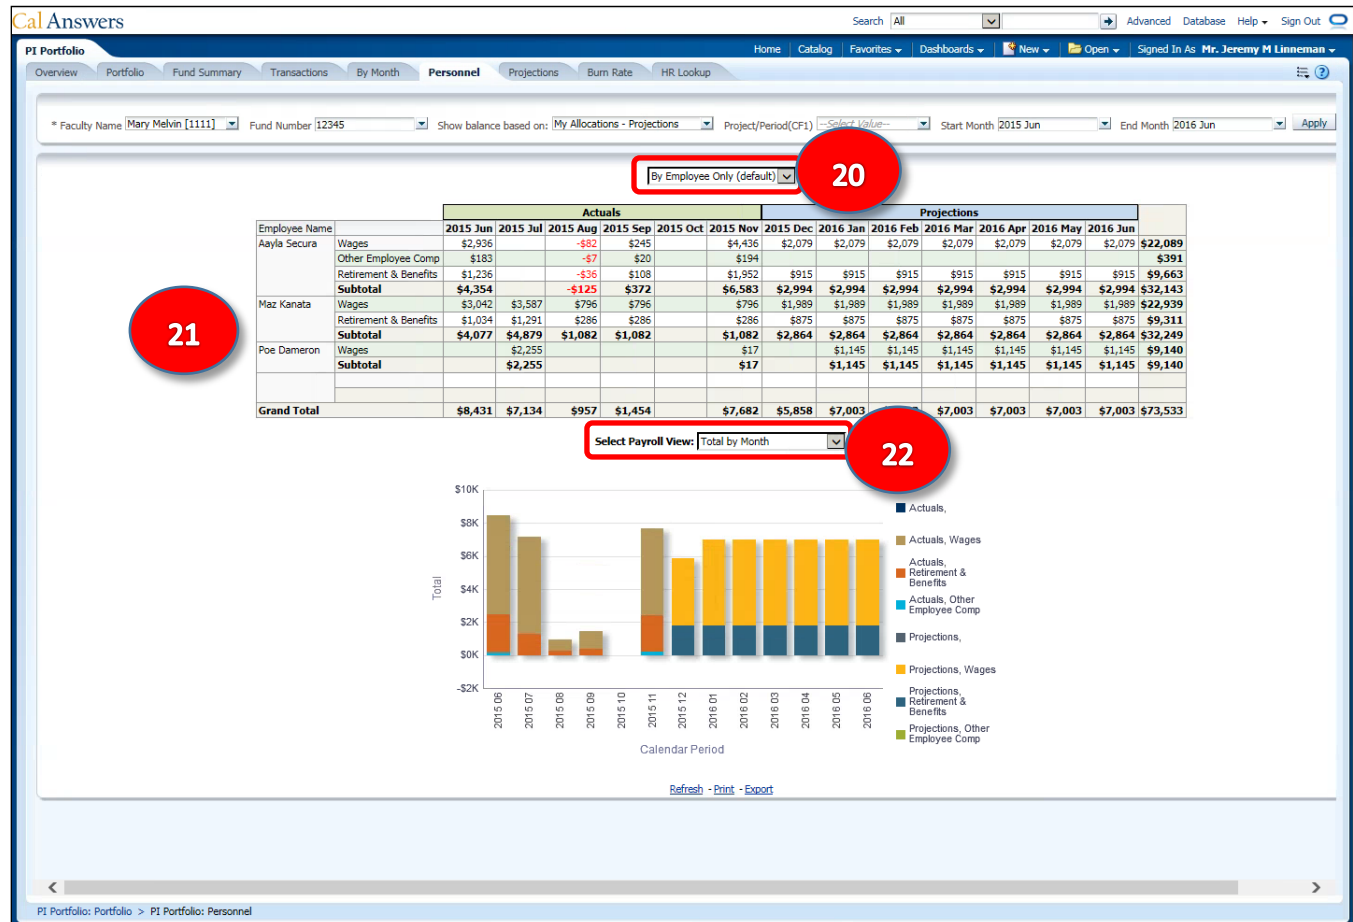 Cal Answers
Search All Advanced Database Help Sign Out
PI Portfolio
Home Catalog Favorites Dashboards New Open Signed In As Mr. Jeremy M Linneman
Overview Portfolio Fund Summary Transactions By Month Personnel Projections Burn Rate HR Lookup
* Faculty Name Mary Melvin [1111] Fund Number 12345 Show balance based on: My Allocations - Projections Project/Period(CF1) --Select Value-- Start Month 2015 Jun End Month 2016 Jun Apply
By Employee Only (default) 20
Actuals Projections
Employee Name 2015 Jun 2015 Jul 2015 Aug 2015 Sep 2015 Oct 2015 Nov 2015 Dec 2016 Jan 2016 Feb 2016 Mar 2016 Apr 2016 May 2016 Jun
Aayla Secura Wages $2,936 -$82 $245 $4,436 $2,079 $2,079 $2,079 $2,079 $2,079 $2,079 $2,079 $22,089
Other Employee Comp $183 -$7 $20 $194 $391
Retirement & Benefits $1,236 -$36 $108 $1,952 $915 $915 $915 $915 $915 $915 $915 $9,663
Subtotal $4,354 -$125 $372 $6,583 $2,994 $2,994 $2,994 $2,994 $2,994 $2,994 $2,994 $32,143
Maz Kanata Wages $3,042 $3,587 $796 $796 $796 $1,989 $1,989 $1,989 $1,989 $1,989 $1,989 $1,989 $22,939
Retirement & Benefits $1,034 $1,291 $286 $286 $286 $875 $875 $875 $875 $875 $875 $875 $9,311
Subtotal $4,077 $4,879 $1,082 $1,082 $1,082 $2,864 $2,864 $2,864 $2,864 $2,864 $2,864 $2,864 $32,249
21
Poe Dameron Wages $2,255 $17 $1,145 $1,145 $1,145 $1,145 $1,145 $1,145 $9,140
Subtotal $2,255 $17 $1,145 $1,145 $1,145 $1,145 $1,145 $1,145 $9,140
Grand Total $8,431 $7,134 $957 $1,454 $7,682 $5,858 $7,003 $7,003 $7,003 $7,003 $7,003 $73,533
Select Payroll View: Total by Month 22
$10K
$8K
$6K
$4K
$2K
$0K
-$2K
Total
2015 06
2015 07
2015 08
2015 09
2015 10
2015 11
2015 12
2016 01
2016 02
2016 03
2016 04
2016 05
2016 06
Calendar Period
Actuals,
Actuals, Wages
Actuals,
Retirement &
Benefits
Actuals, Other
Employee Comp
Projections,
Projections, Wages
Projections,
Retirement &
Benefits
Projections, Other
Employee Comp
Refresh - Print - Export
PI Portfolio: Portfolio > PI Portfolio: Personnel